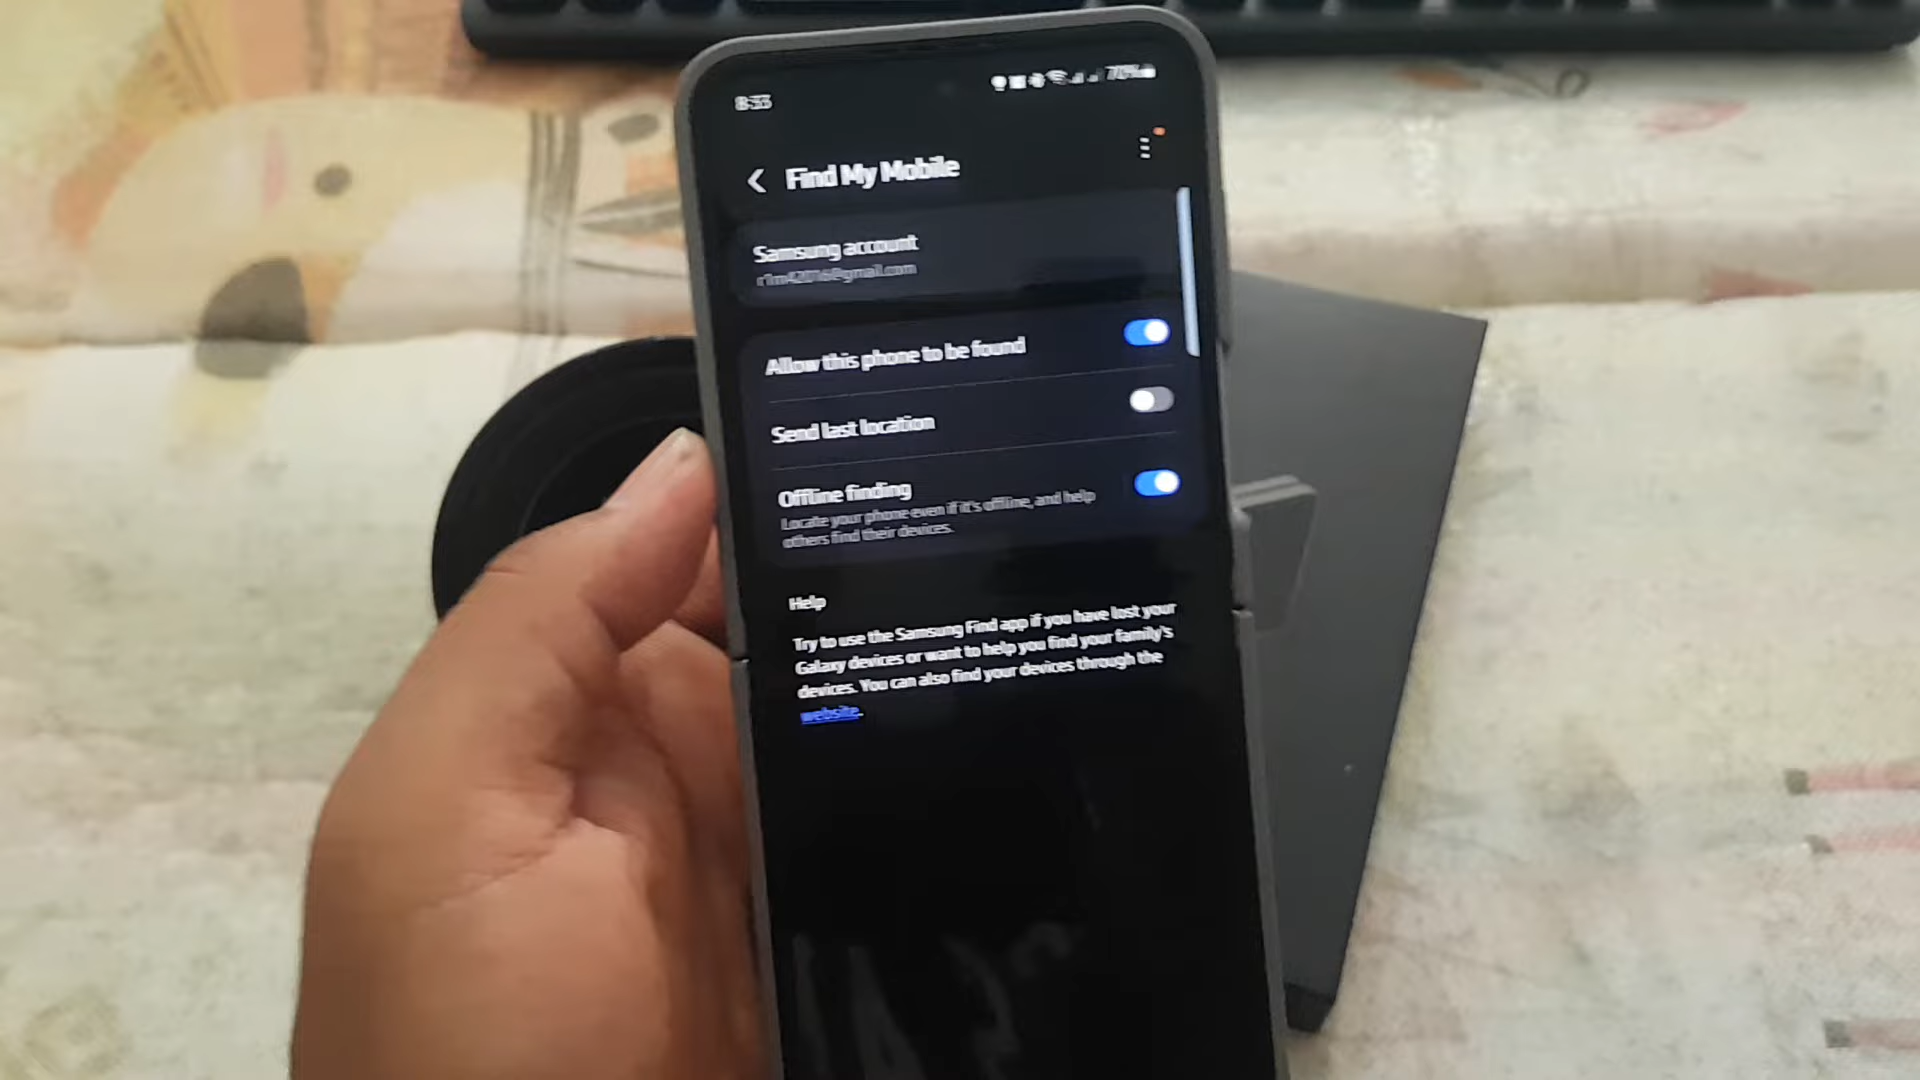 8:33
70%
Find My Mobile
Samsung account
Allow this phone to be found
Send last location
Offline finding
Locate your phone even if it's offline, and help
others find their devices.
Help
Try to use the Samsung Find app if you have lost your
Galaxy devices or want to help you find your family's
devices. You can also find your devices through the
website.